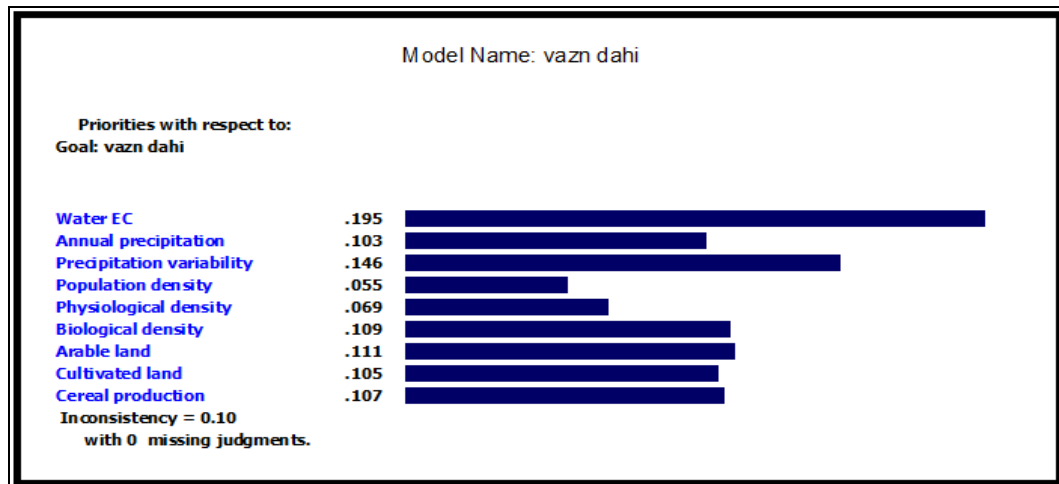 Model Name: vazn dahi
Priorities with respect to:
Goal: vazn dahi
Water EC .195
Annual precipitation .103
Precipitation variability .146
Population density .055
Physiological density .069
Biological density .109
Arable land .111
Cultivated land .105
Cereal production .107
Inconsistency = 0.10
with 0 missing judgments.